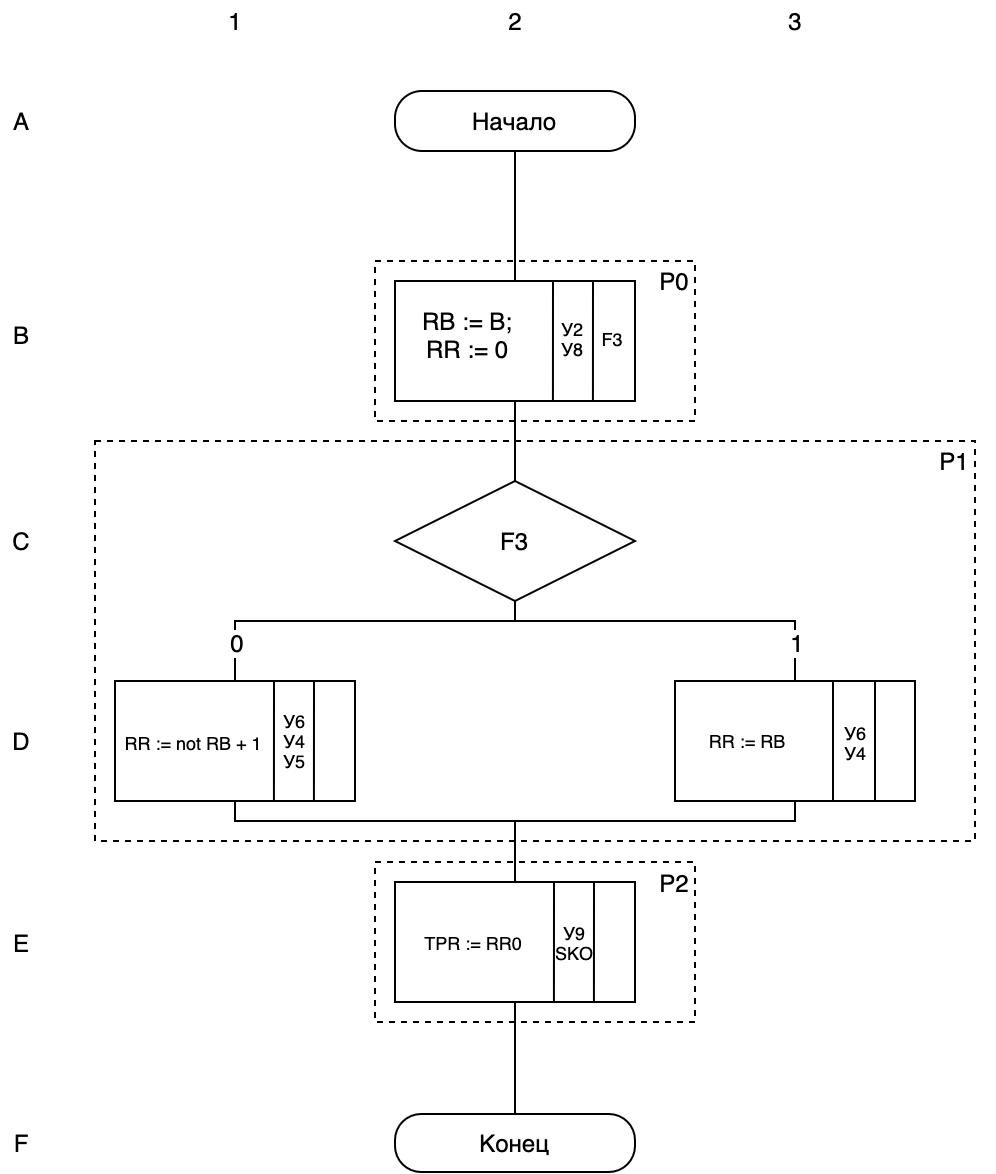 1
2
3
A
Начало
P0
B
RB := B;
RR := 0
У2
У8
F3
P1
C
F3
0
1
D
RR := not RB + 1
У6
У4
У5
RR := RB
У6
У4
P2
E
TPR := RR0
У9
SKO
F
Конец